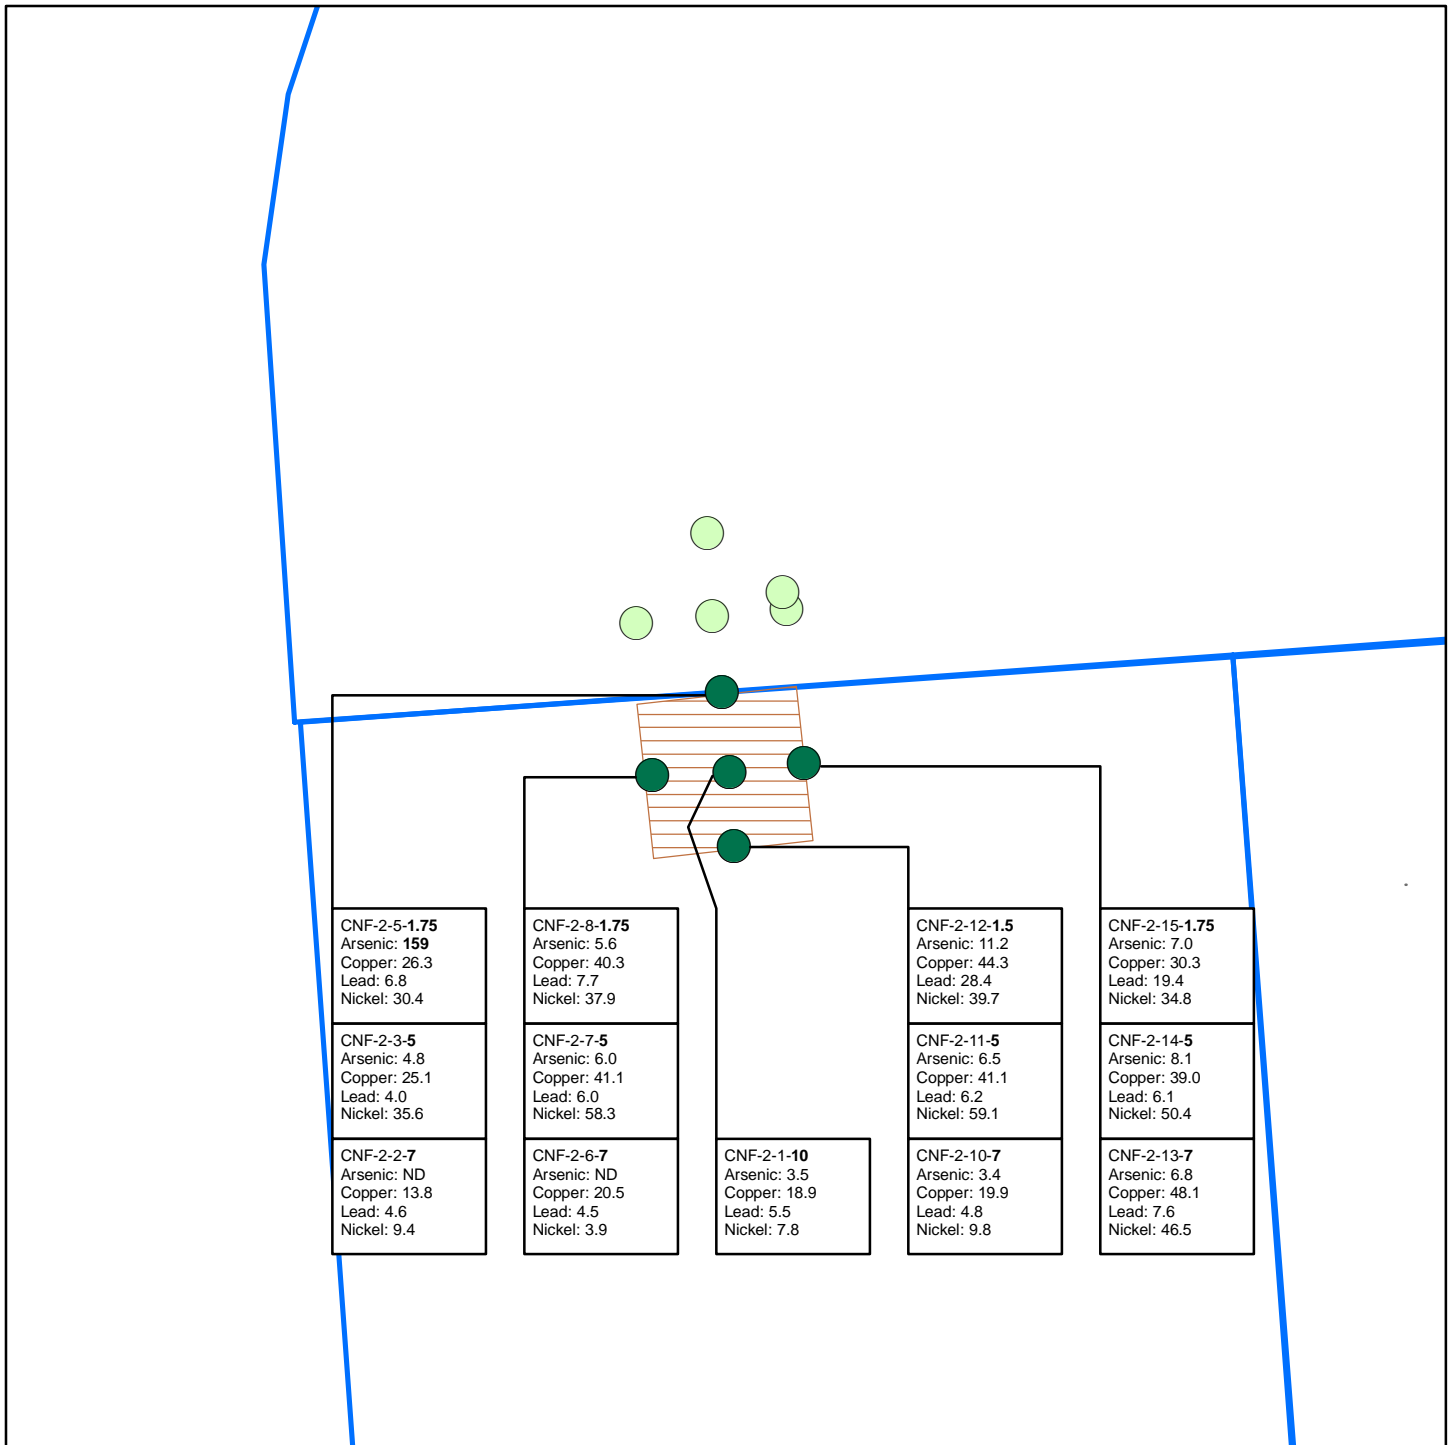 CNF-2-5-1.75
Arsenic: 159
Copper: 26.3
Lead: 6.8
Nickel: 30.4
CNF-2-3-5
Arsenic: 4.8
Copper: 25.1
Lead: 4.0
Nickel: 35.6
CNF-2-2-7
Arsenic: ND
Copper: 13.8
Lead: 4.6
Nickel: 9.4
CNF-2-8-1.75
Arsenic: 5.6
Copper: 40.3
Lead: 7.7
Nickel: 37.9
CNF-2-7-5
Arsenic: 6.0
Copper: 41.1
Lead: 6.0
Nickel: 58.3
CNF-2-6-7
Arsenic: ND
Copper: 20.5
Lead: 4.5
Nickel: 3.9
CNF-2-1-10
Arsenic: 3.5
Copper: 18.9
Lead: 5.5
Nickel: 7.8
CNF-2-12-1.5
Arsenic: 11.2
Copper: 44.3
Lead: 28.4
Nickel: 39.7
CNF-2-11-5
Arsenic: 6.5
Copper: 41.1
Lead: 6.2
Nickel: 59.1
CNF-2-10-7
Arsenic: 3.4
Copper: 19.9
Lead: 4.8
Nickel: 9.8
CNF-2-15-1.75
Arsenic: 7.0
Copper: 30.3
Lead: 19.4
Nickel: 34.8
CNF-2-14-5
Arsenic: 8.1
Copper: 39.0
Lead: 6.1
Nickel: 50.4
CNF-2-13-7
Arsenic: 6.8
Copper: 48.1
Lead: 7.6
Nickel: 46.5